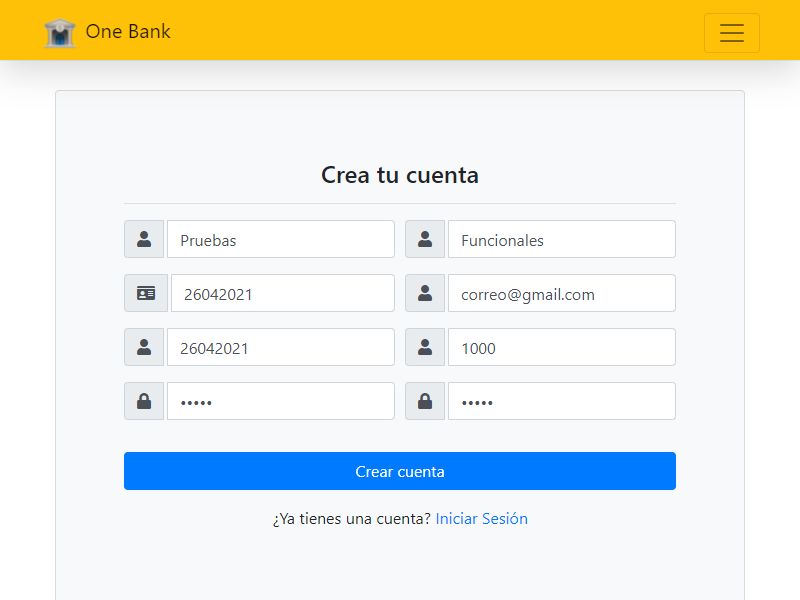 One Bank
Crea tu cuenta
Pruebas
Funcionales
26042021
correo@gmail.com
26042021
1000
•••••
•••••
Crear cuenta
¿Ya tienes una cuenta? Iniciar Sesión